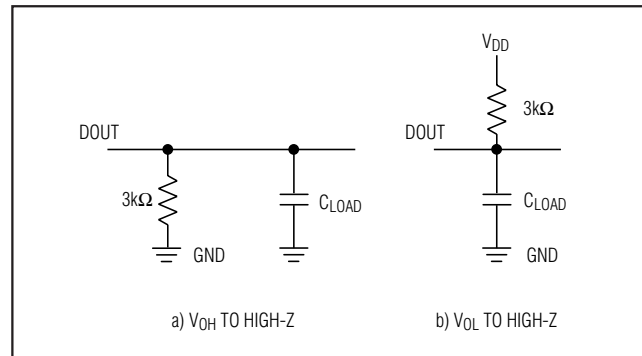 DOUT
3kΩ
GND
C_LOAD
a) V_OH TO HIGH-Z
V_DD
3kΩ
DOUT
C_LOAD
GND
b) V_OL TO HIGH-Z